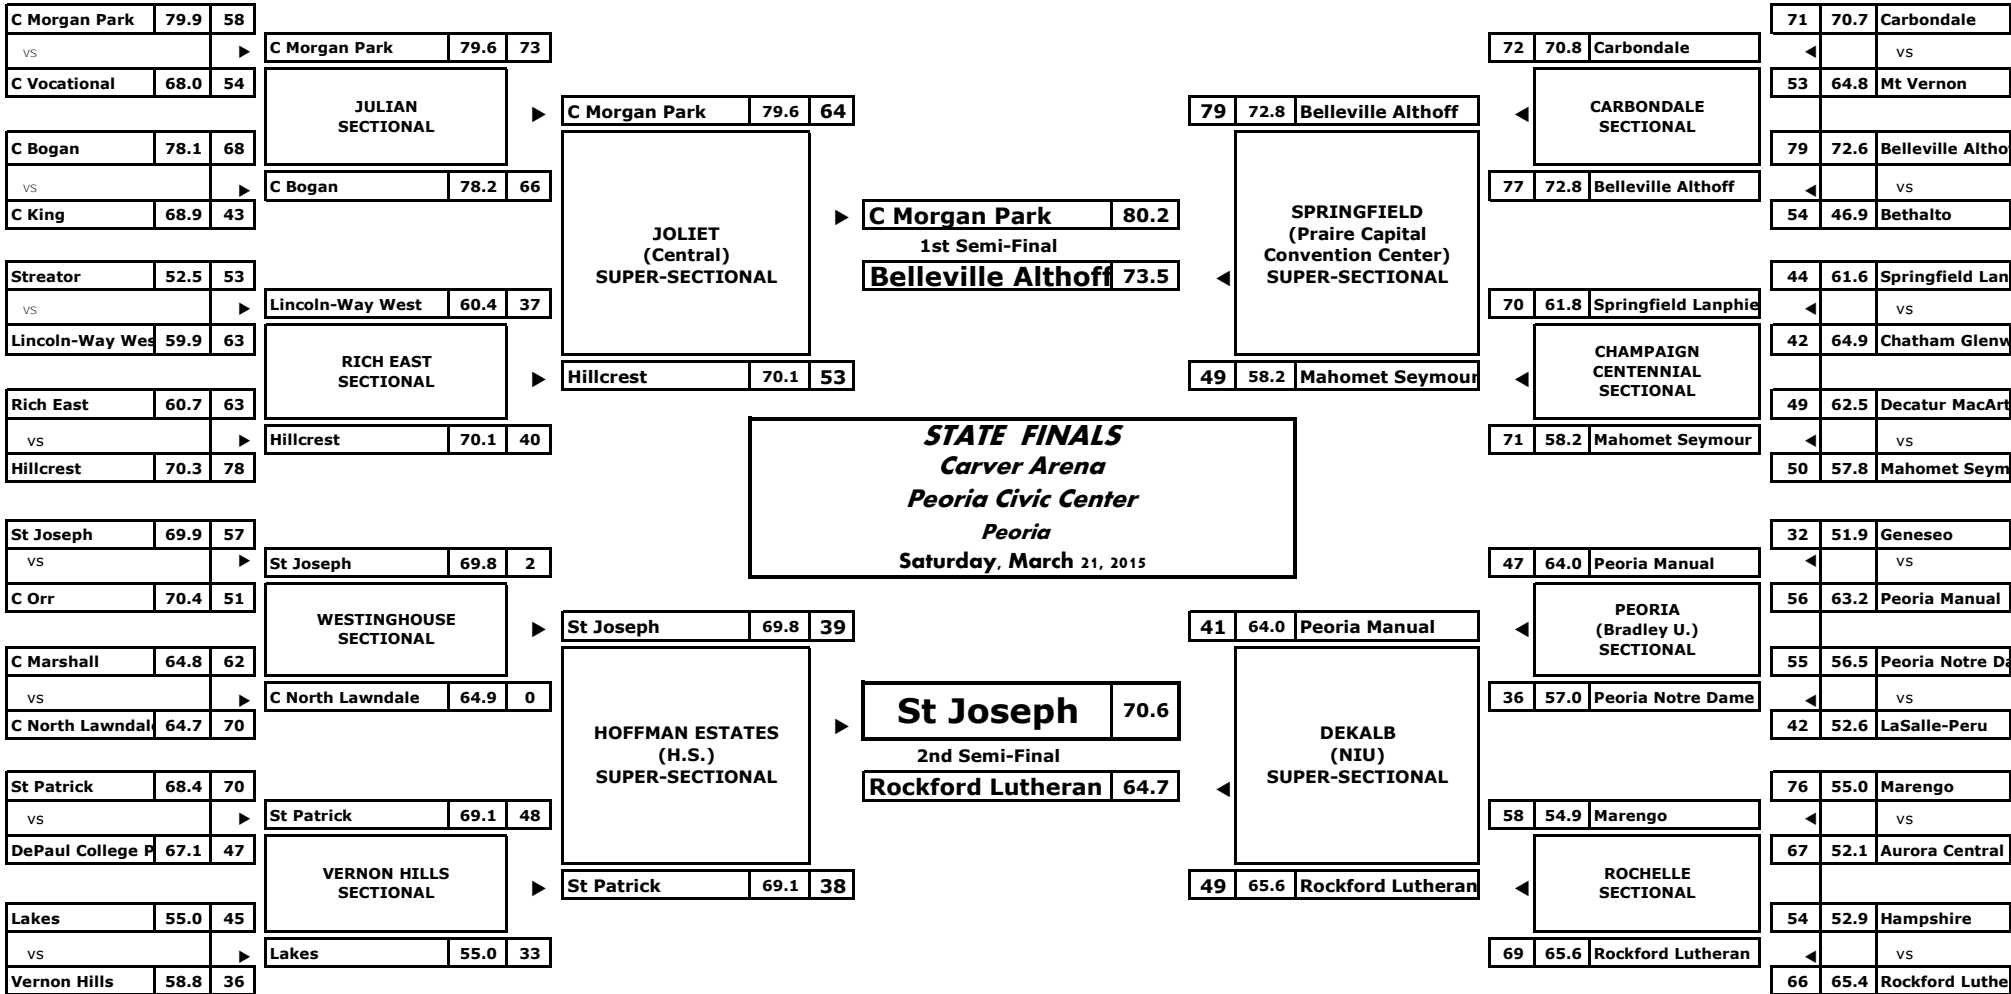 C Morgan Park 79.9 58
vs
C Vocational 68.0 54
C Bogan 78.1 68
vs
C King 68.9 43
Streator 52.5 53
vs
Lincoln-Way Wes 59.9 63
Rich East 60.7 63
vs
Hillcrest 70.3 78
St Joseph 69.9 57
vs
C Orr 70.4 51
C Marshall 64.8 62
vs
C North Lawndale 64.7 70
St Patrick 68.4 70
vs
DePaul College P 67.1 47
Lakes 55.0 45
vs
Vernon Hills 58.8 36
C Morgan Park 79.6 73
JULIAN
SECTIONAL
C Bogan 78.2 66
Lincoln-Way West 60.4 37
RICH EAST
SECTIONAL
Hillcrest 70.1 40
St Joseph 69.8 2
WESTINGHOUSE
SECTIONAL
C North Lawndale 64.9 0
St Patrick 69.1 48
VERNON HILLS
SECTIONAL
Lakes 55.0 33
C Morgan Park 79.6 64
JOLIET
(Central)
SUPER-SECTIONAL
Hillcrest 70.1 53
St Joseph 69.8 39
HOFFMAN ESTATES
(H.S.)
SUPER-SECTIONAL
St Patrick 69.1 38
C Morgan Park 80.2
1st Semi-Final
Belleville Althoff 73.5
STATE FINALS
Carver Arena
Peoria Civic Center
Peoria
Saturday, March 21, 2015
St Joseph 70.6
2nd Semi-Final
Rockford Lutheran 64.7
79 72.8 Belleville Althoff
SPRINGFIELD
(Praire Capital
Convention Center)
SUPER-SECTIONAL
49 58.2 Mahomet Seymour
41 64.0 Peoria Manual
DEKALB
(NIU)
SUPER-SECTIONAL
49 65.6 Rockford Lutheran
72 70.8 Carbondale
CARBONDALE
SECTIONAL
77 72.8 Belleville Althoff
70 61.8 Springfield Lanphie
CHAMPAIGN
CENTENNIAL
SECTIONAL
71 58.2 Mahomet Seymour
47 64.0 Peoria Manual
PEORIA
(Bradley U.)
SECTIONAL
36 57.0 Peoria Notre Dame
58 54.9 Marengo
ROCHELLE
SECTIONAL
69 65.6 Rockford Lutheran
71 70.7 Carbondale
vs
53 64.8 Mt Vernon
79 72.6 Belleville Altho
vs
54 46.9 Bethalto
44 61.6 Springfield Lan
vs
42 64.9 Chatham Glenw
49 62.5 Decatur MacArt
vs
50 57.8 Mahomet Seym
32 51.9 Geneseo
vs
56 63.2 Peoria Manual
55 56.5 Peoria Notre Da
vs
42 52.6 LaSalle-Peru
76 55.0 Marengo
vs
67 52.1 Aurora Central
54 52.9 Hampshire
vs
66 65.4 Rockford Luthe